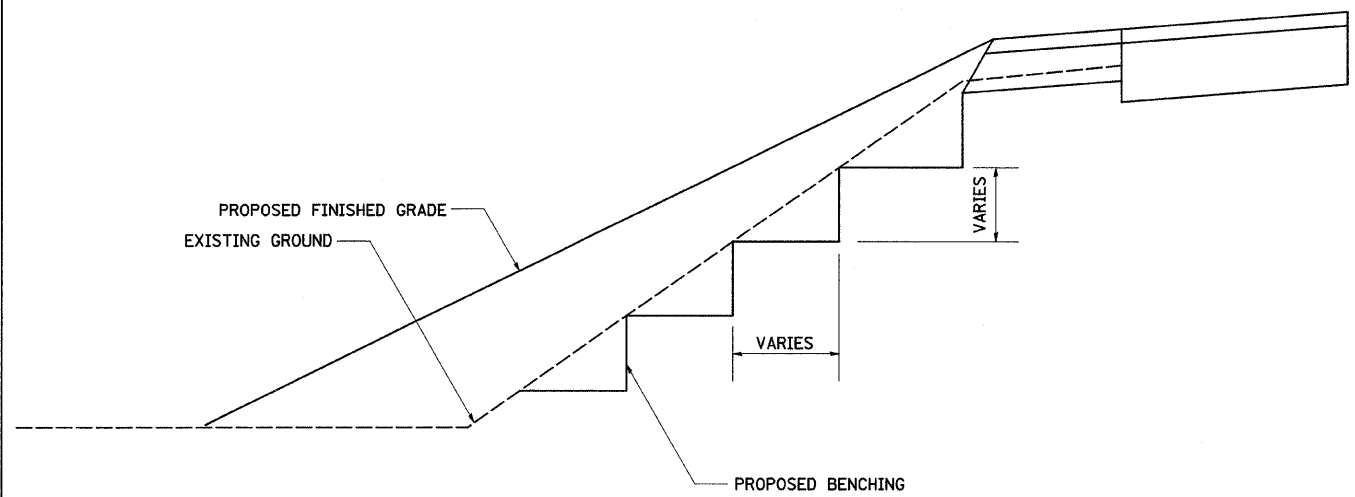 PROPOSED FINISHED GRADE
EXISTING GROUND
VARIES
VARIES
PROPOSED BENCHING